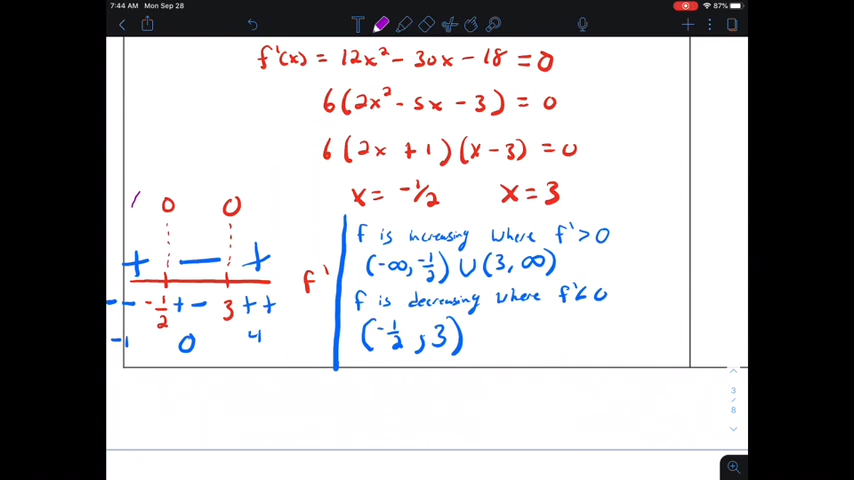 7:44 AM Mon Sep 28
87%
T
f'(x) = 12x² - 30x - 18 = 0
6(2x² - 5x - 3) = 0
6(2x + 1)(x - 3) = 0
x = -1/2 x = 3
0 0
+ — +
f'
- - -1/2 + - 3 + +
-1 0 4
f is increasing where f' > 0
(-∞, -1/2) ∪ (3, ∞)
f is decreasing where f' < 0
(-1/2, 3)
3
/
8